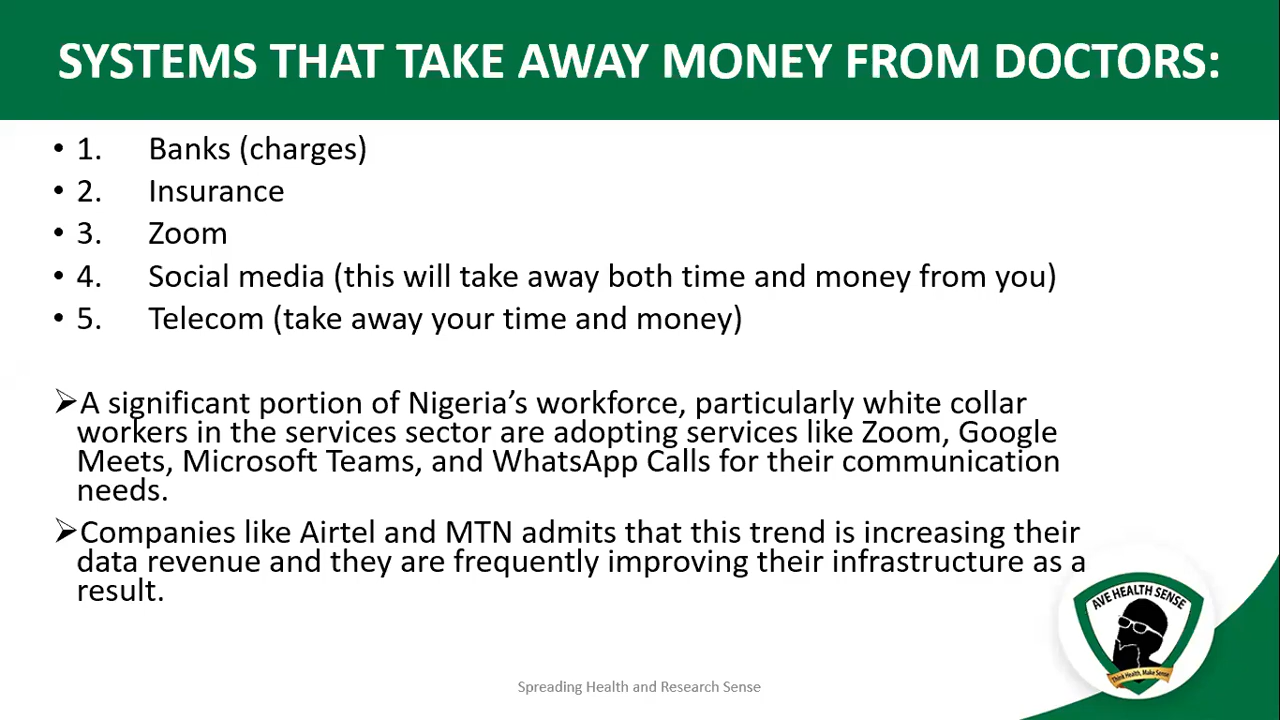 SYSTEMS THAT TAKE AWAY MONEY FROM DOCTORS:
• 1. Banks (charges)
• 2. Insurance
• 3. Zoom
• 4. Social media (this will take away both time and money from you)
• 5. Telecom (take away your time and money)
➢A significant portion of Nigeria’s workforce, particularly white collar
workers in the services sector are adopting services like Zoom, Google
Meets, Microsoft Teams, and WhatsApp Calls for their communication
needs.
➢Companies like Airtel and MTN admits that this trend is increasing their
data revenue and they are frequently improving their infrastructure as a
result.
AVE HEALTH SENSE
Think Health, Make Sense
Spreading Health and Research Sense